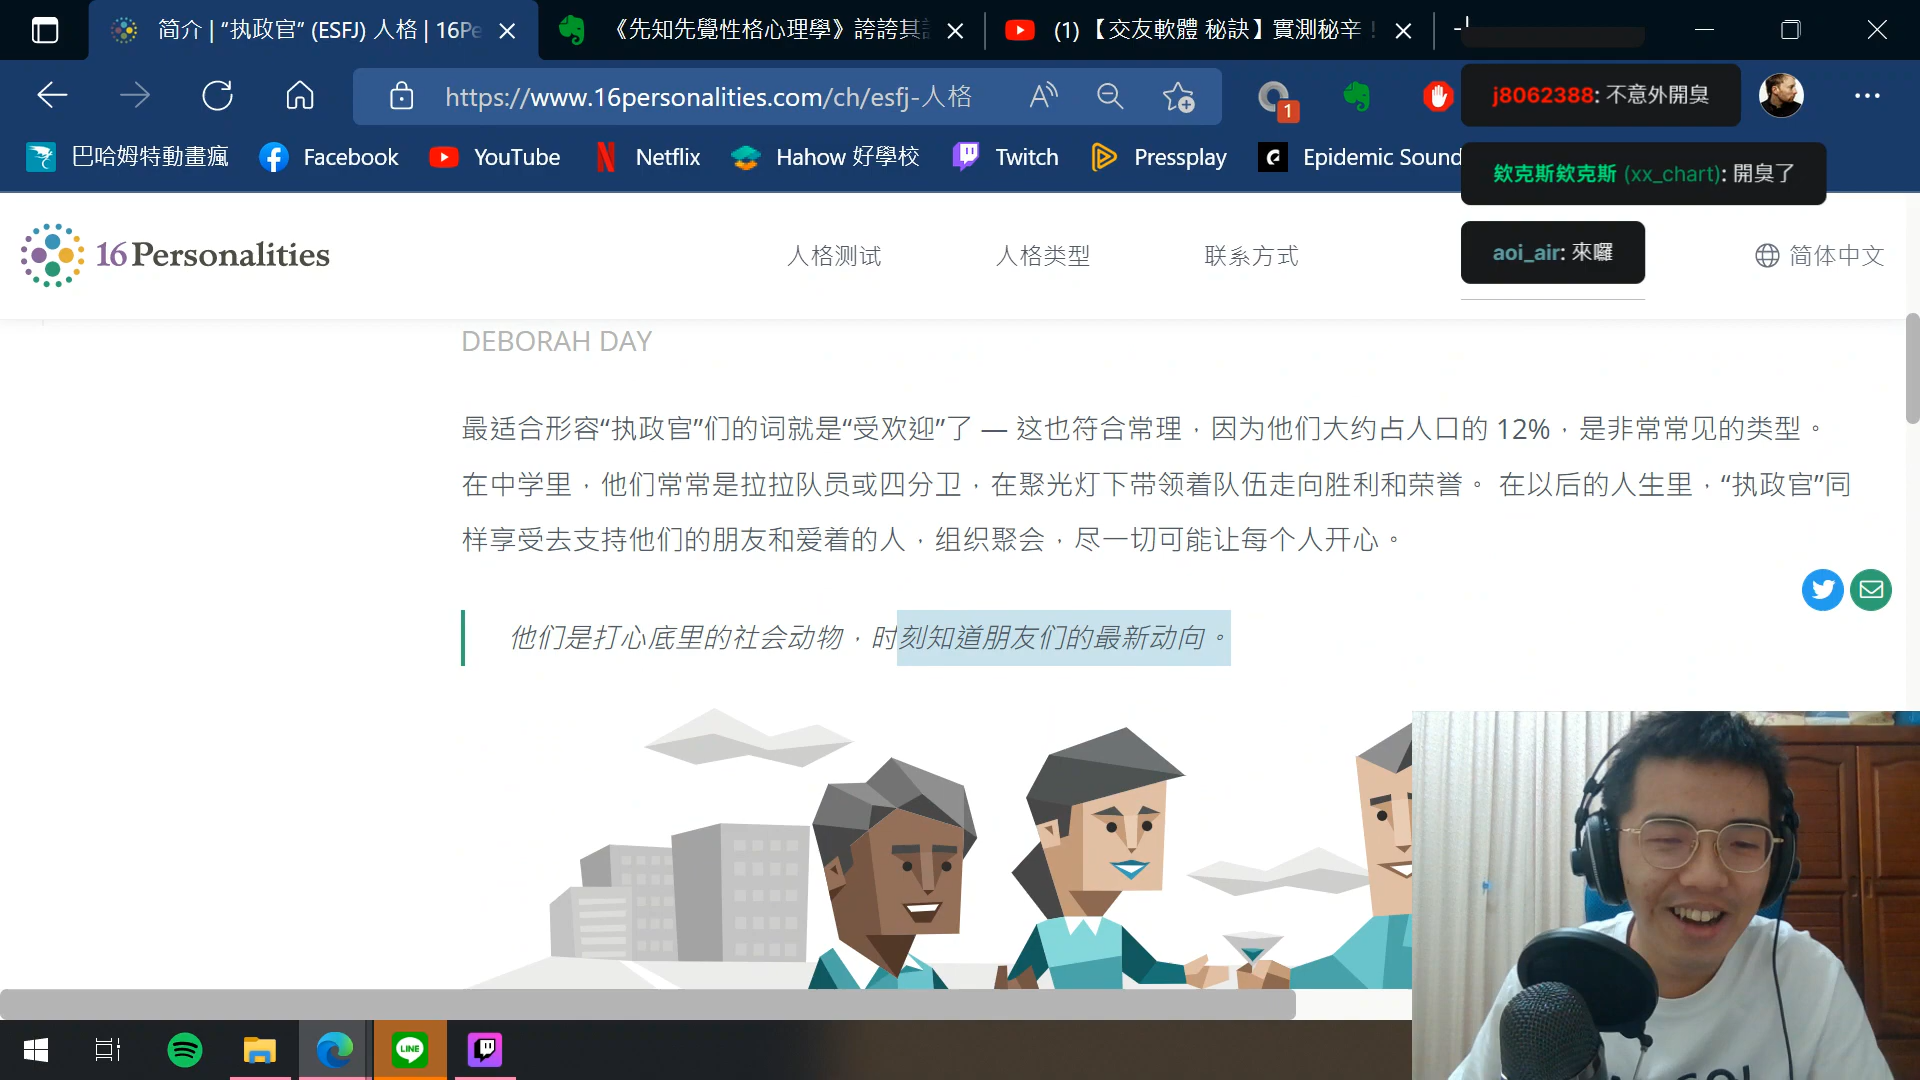 简介 | “执政官” (ESFJ) 人格 | 16Pe
《先知先覺性格心理學》誇誇其
(1) 【交友軟體 秘訣】實測秘辛！
https://www.16personalities.com/ch/esfj-人格
1
j8062388: 不意外開臭
巴哈姆特動畫瘋
Facebook
YouTube
Netflix
Hahow 好學校
Twitch
Pressplay
Epidemic Sound
欸克斯欸克斯 (xx_chart): 開臭了
16Personalities
人格测试
人格类型
联系方式
aoi_air: 來囉
简体中文
DEBORAH DAY
最适合形容“执政官”们的词就是“受欢迎”了 — 这也符合常理，因为他们大约占人口的 12%，是非常常见的类型。
在中学里，他们常常是拉拉队员或四分卫，在聚光灯下带领着队伍走向胜利和荣誉。 在以后的人生里，“执政官”同
样享受去支持他们的朋友和爱着的人，组织聚会，尽一切可能让每个人开心。
他们是打心底里的社会动物，时刻知道朋友们的最新动向。
LINE